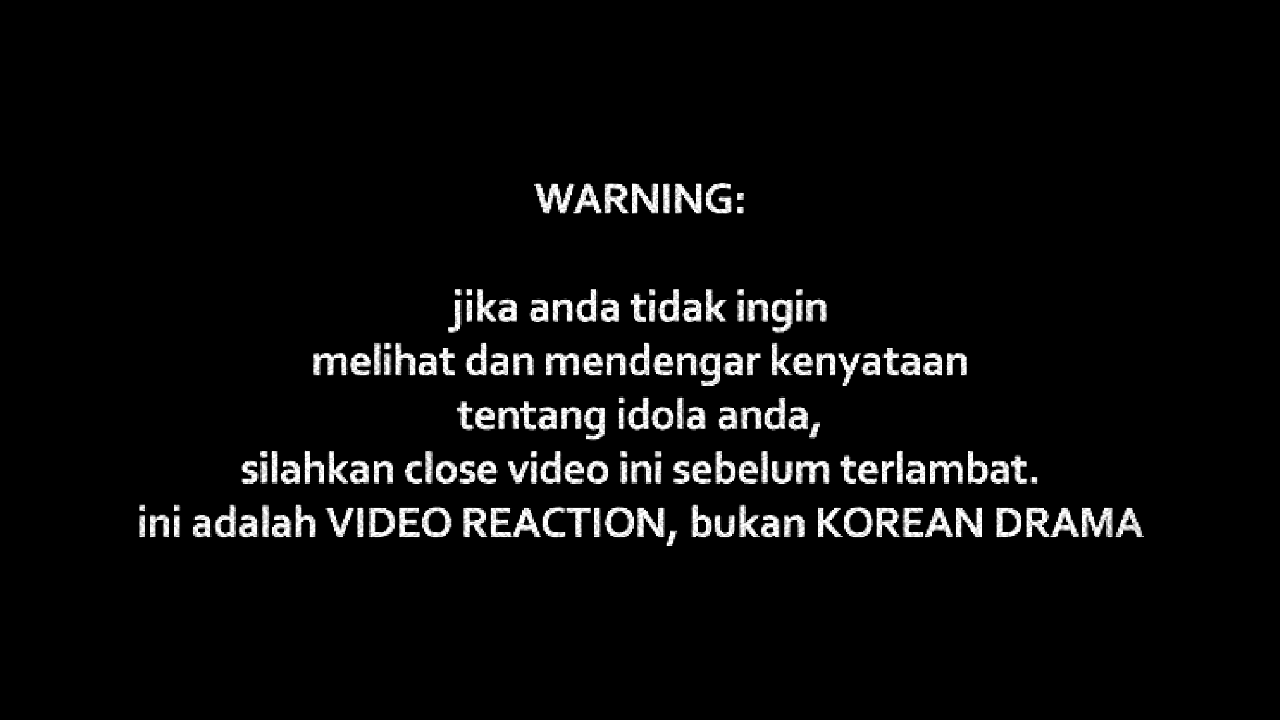 WARNING:
jika anda tidak ingin
melihat dan mendengar kenyataan
tentang idola anda,
silahkan close video ini sebelum terlambat.
ini adalah VIDEO REACTION, bukan KOREAN DRAMA